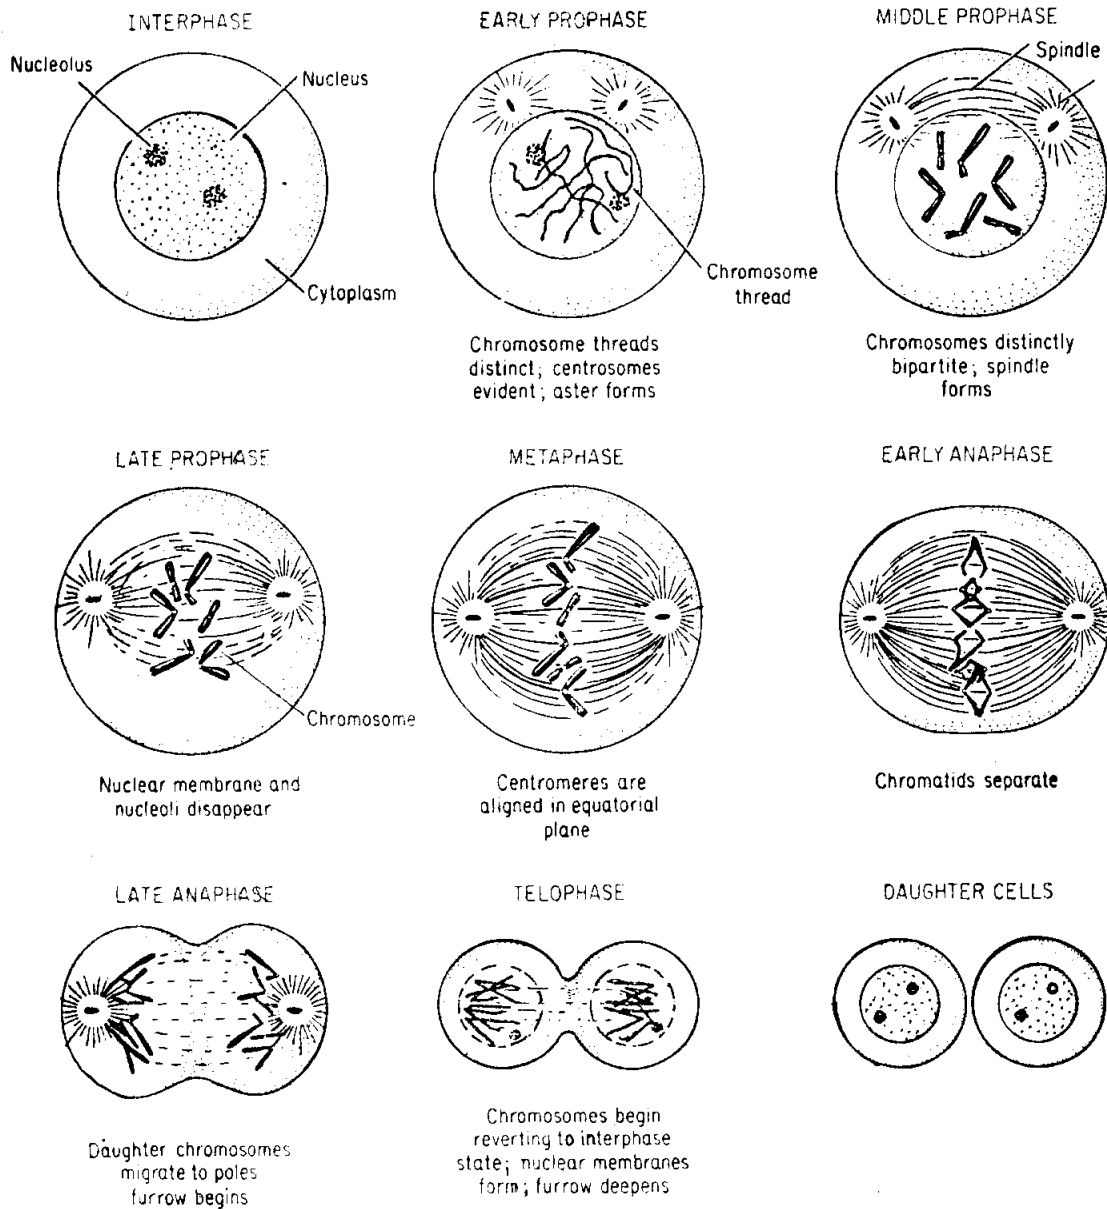 INTERPHASE
Nucleolus
Nucleus
Cytoplasm
EARLY PROPHASE
Chromosome
thread
Chromosome threads
distinct; centrosomes
evident; aster forms
MIDDLE PROPHASE
Spindle
Chromosomes distinctly
bipartite; spindle
forms
LATE PROPHASE
Chromosome
Nuclear membrane and
nucleoli disappear
METAPHASE
Centromeres are
aligned in equatorial
plane
EARLY ANAPHASE
Chromatids separate
LATE ANAPHASE
Daughter chromosomes
migrate to poles
furrow begins
TELOPHASE
Chromosomes begin
reverting to interphase
state; nuclear membranes
form; furrow deepens
DAUGHTER CELLS